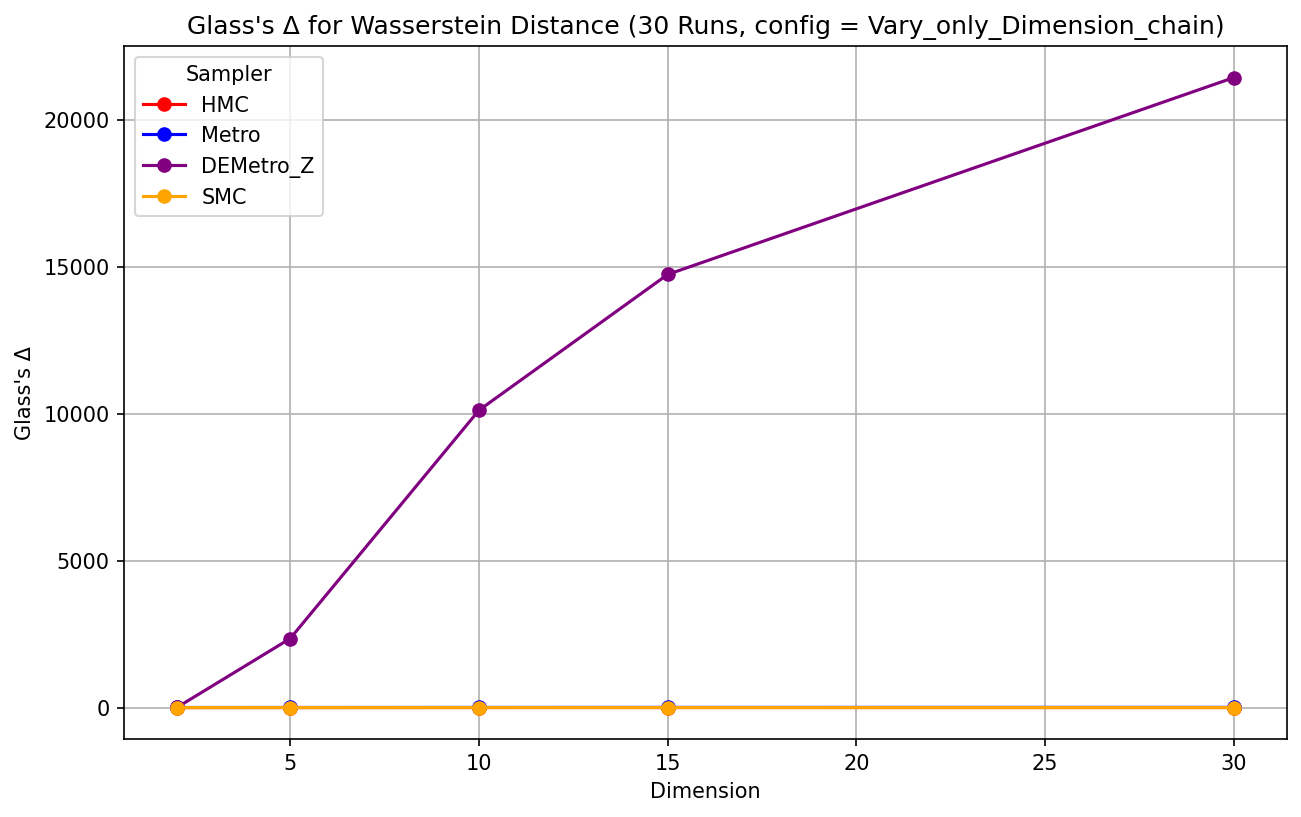 Glass's Δ for Wasserstein Distance (30 Runs, config = Vary_only_Dimension_chain)
Sampler
HMC
Metro
DEMetro_Z
SMC
Glass's Δ
20000
15000
10000
5000
0
5 10 15 20 25 30
Dimension